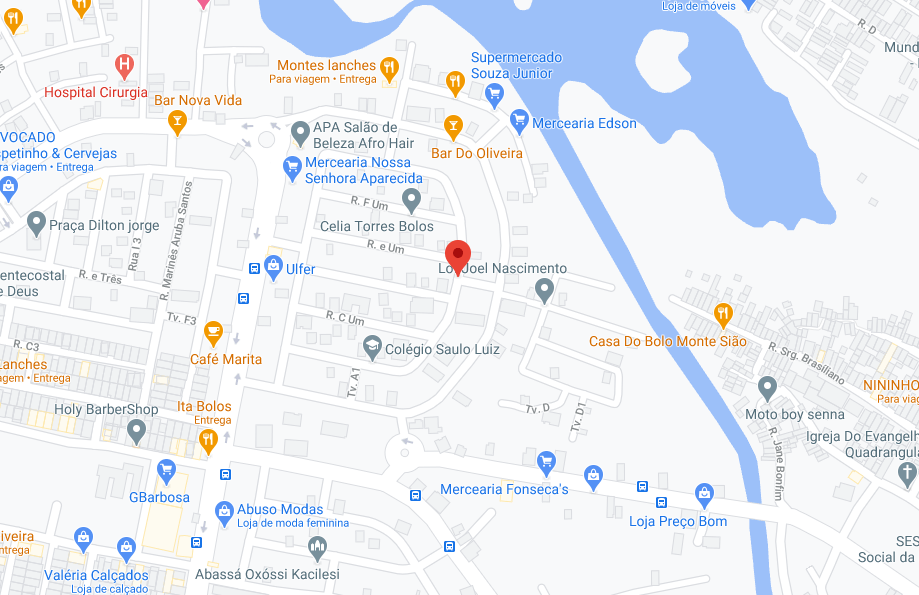 Loja de móveis
R. D
Mund
Montes lanches
Para viagem • Entrega
Supermercado
Souza Junior
H
Hospital Cirurgia
Bar Nova Vida
VOCADO
spetinho & Cervejas
ra viagem • Entrega
APA Salão de
Beleza Afro Hair
Mercearia Edson
Bar Do Oliveira
Mercearia Nossa
Senhora Aparecida
R. Marinês Aruba Santos
R. F Um
Praça Dilton jorge
Celia Torres Bolos
Rua I 3
R. e Um
entecostal
e Deus
R. e Três
Ulfer
Lot Joel Nascimento
Tv. F3
R. C Um
Casa Do Bolo Monte Sião
R. Srg. Brasiliano
R. C3
Café Marita
Colégio Saulo Luiz
Lanches
agem • Entrega
Tv. A1
NININHO
Para viag
Holy BarberShop
Ita Bolos
Entrega
Tv. D
Tv. D1
Moto boy senna
R. Jane Bonfim
Igreja Do Evangelh
Quadrangula
GBarbosa
Mercearia Fonseca's
Abuso Modas
Loja de moda feminina
Loja Preço Bom
iveira
ntrega
SES
Social da
Valéria Calçados
Loja de calçado
Abassá Oxóssi Kacilesi